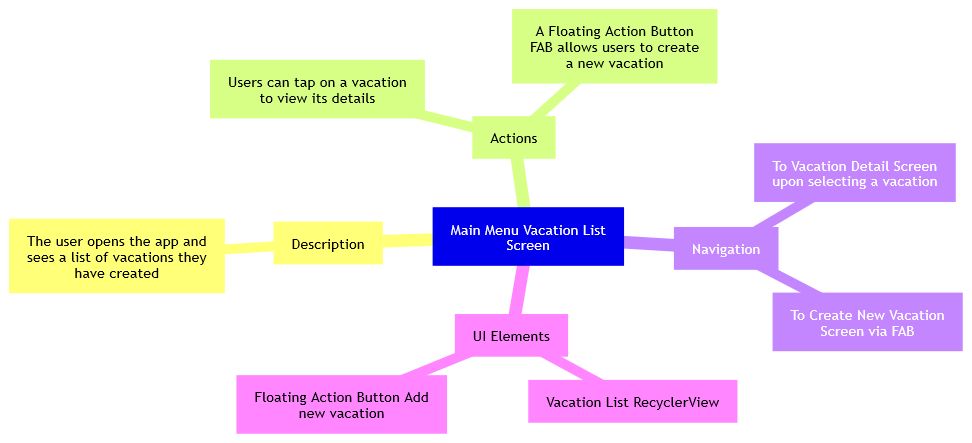 A Floating Action Button
FAB allows users to create
a new vacation
Users can tap on a vacation
to view its details
Actions
To Vacation Detail Screen
upon selecting a vacation
Main Menu Vacation List
Screen
Description
The user opens the app and
sees a list of vacations they
have created
Navigation
To Create New Vacation
Screen via FAB
UI Elements
Floating Action Button Add
new vacation
Vacation List RecyclerView